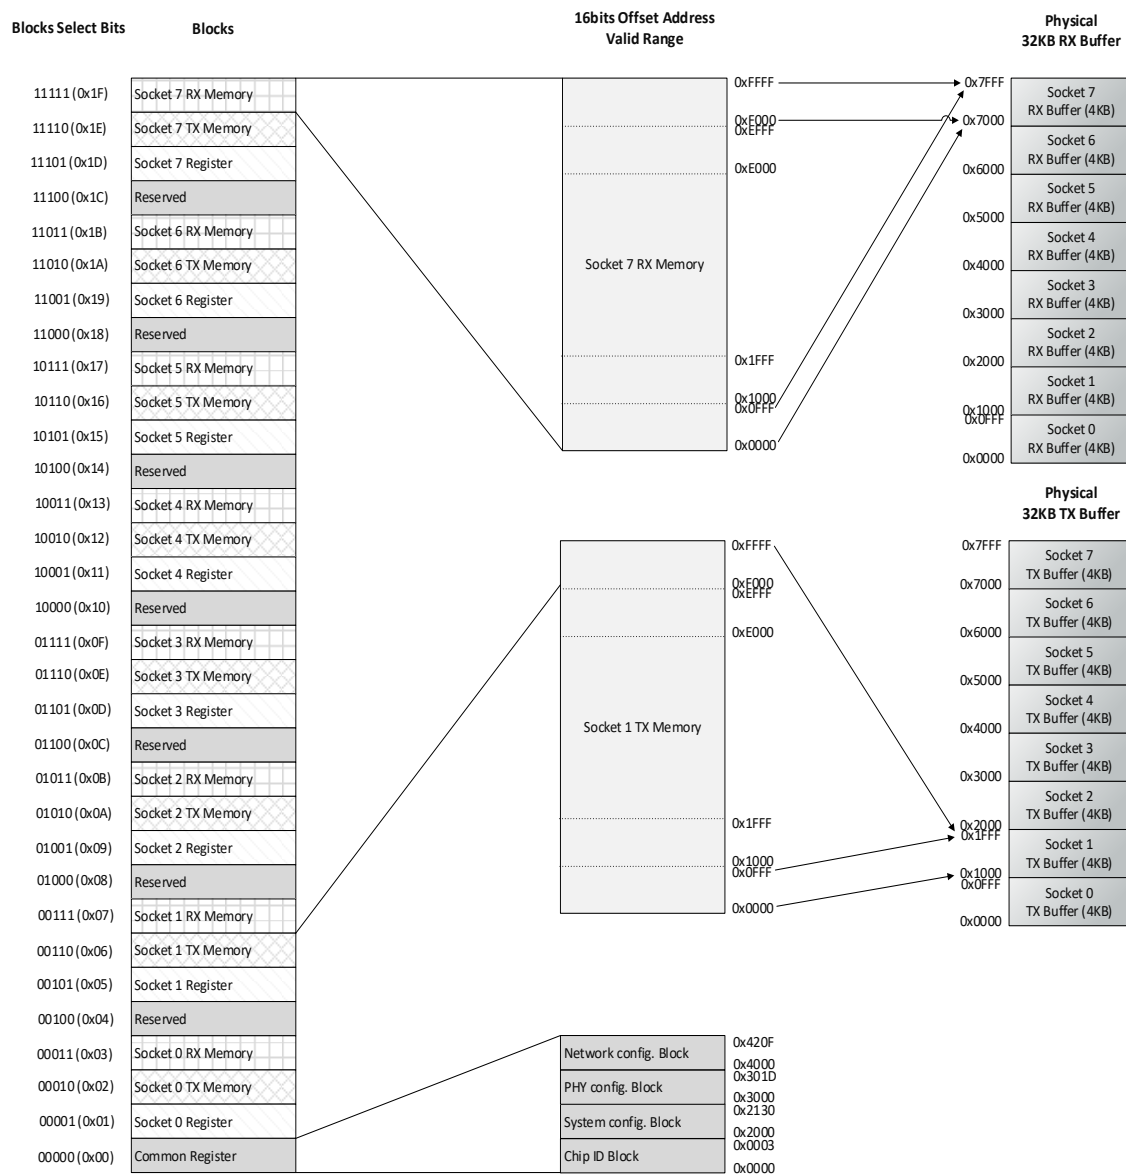 Blocks Select Bits
Blocks
16bits Offset Address
Valid Range
Physical
32KB RX Buffer
11111 (0x1F)
Socket 7 RX Memory
11110 (0x1E)
Socket 7 TX Memory
11101 (0x1D)
Socket 7 Register
11100 (0x1C)
Reserved
11011 (0x1B)
Socket 6 RX Memory
11010 (0x1A)
Socket 6 TX Memory
11001 (0x19)
Socket 6 Register
11000 (0x18)
Reserved
10111 (0x17)
Socket 5 RX Memory
10110 (0x16)
Socket 5 TX Memory
10101 (0x15)
Socket 5 Register
10100 (0x14)
Reserved
10011 (0x13)
Socket 4 RX Memory
10010 (0x12)
Socket 4 TX Memory
10001 (0x11)
Socket 4 Register
10000 (0x10)
Reserved
01111 (0x0F)
Socket 3 RX Memory
01110 (0x0E)
Socket 3 TX Memory
01101 (0x0D)
Socket 3 Register
01100 (0x0C)
Reserved
01011 (0x0B)
Socket 2 RX Memory
01010 (0x0A)
Socket 2 TX Memory
01001 (0x09)
Socket 2 Register
01000 (0x08)
Reserved
00111 (0x07)
Socket 1 RX Memory
00110 (0x06)
Socket 1 TX Memory
00101 (0x05)
Socket 1 Register
00100 (0x04)
Reserved
00011 (0x03)
Socket 0 RX Memory
00010 (0x02)
Socket 0 TX Memory
00001 (0x01)
Socket 0 Register
00000 (0x00)
Common Register
Socket 7 RX Memory
0xFFFF
0xF000
0xEFFF
0xE000
0x1FFF
0x1000
0x0FFF
0x0000
0x7FFF
Socket 7
RX Buffer (4KB)
0x7000
Socket 6
RX Buffer (4KB)
0x6000
Socket 5
RX Buffer (4KB)
0x5000
Socket 4
RX Buffer (4KB)
0x4000
Socket 3
RX Buffer (4KB)
0x3000
Socket 2
RX Buffer (4KB)
0x2000
Socket 1
RX Buffer (4KB)
0x1000
0x0FFF
Socket 0
RX Buffer (4KB)
0x0000
Physical
32KB TX Buffer
Socket 1 TX Memory
0xFFFF
0xF000
0xEFFF
0xE000
0x1FFF
0x1000
0x0FFF
0x0000
0x7FFF
Socket 7
TX Buffer (4KB)
0x7000
Socket 6
TX Buffer (4KB)
0x6000
Socket 5
TX Buffer (4KB)
0x5000
Socket 4
TX Buffer (4KB)
0x4000
Socket 3
TX Buffer (4KB)
0x3000
Socket 2
TX Buffer (4KB)
0x2000
0x1FFF
Socket 1
TX Buffer (4KB)
0x1000
0x0FFF
Socket 0
TX Buffer (4KB)
0x0000
Network config. Block
0x420F
0x4000
PHY config. Block
0x301D
0x3000
System config. Block
0x2130
0x2000
Chip ID Block
0x0003
0x0000